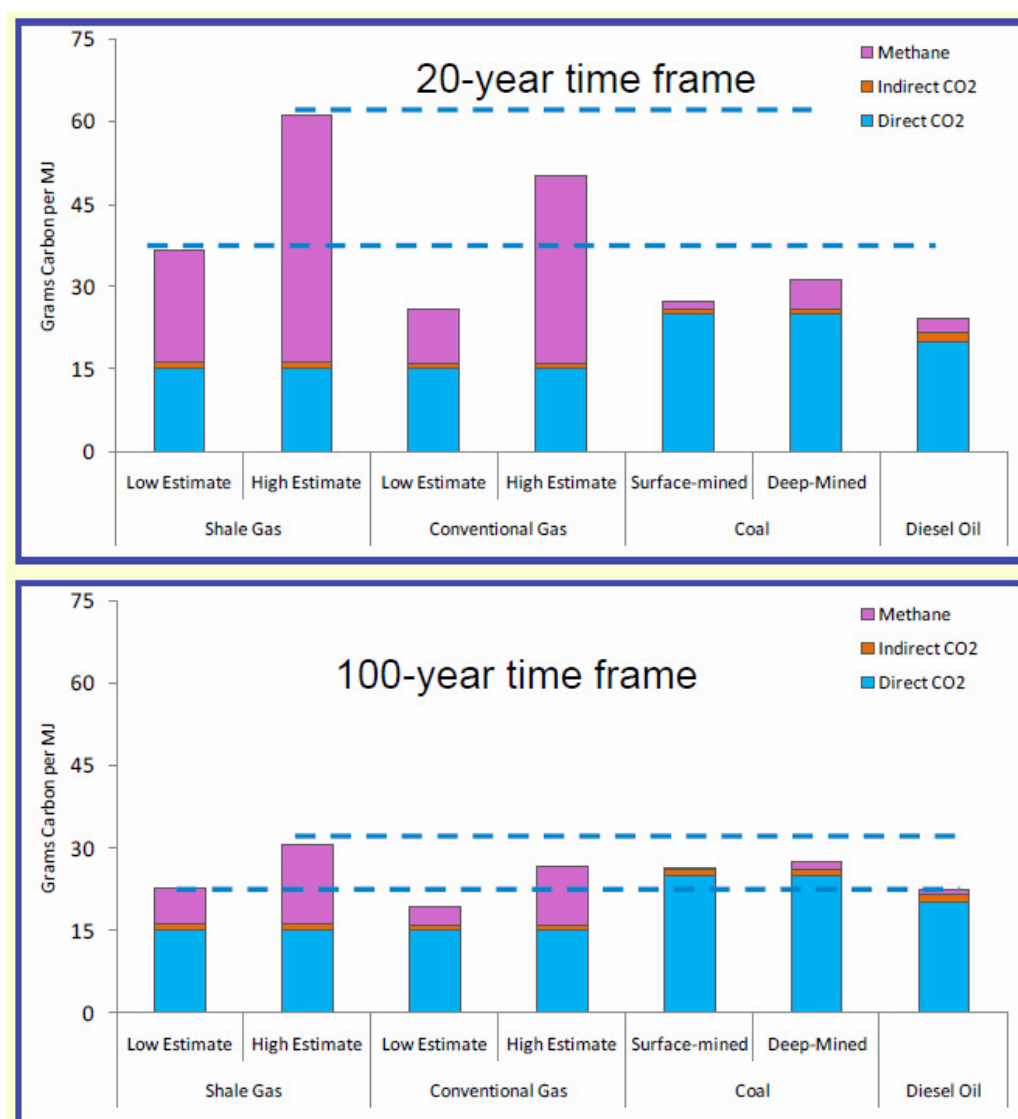 75
20-year time frame
Methane
Indirect CO2
Direct CO2
60
45
30
15
0
Grams Carbon per MJ
Low Estimate High Estimate Low Estimate High Estimate Surface-mined Deep-Mined
Shale Gas Conventional Gas Coal Diesel Oil
75
100-year time frame
Methane
Indirect CO2
Direct CO2
60
45
30
15
0
Grams Carbon per MJ
Low Estimate High Estimate Low Estimate High Estimate Surface-mined Deep-Mined
Shale Gas Conventional Gas Coal Diesel Oil